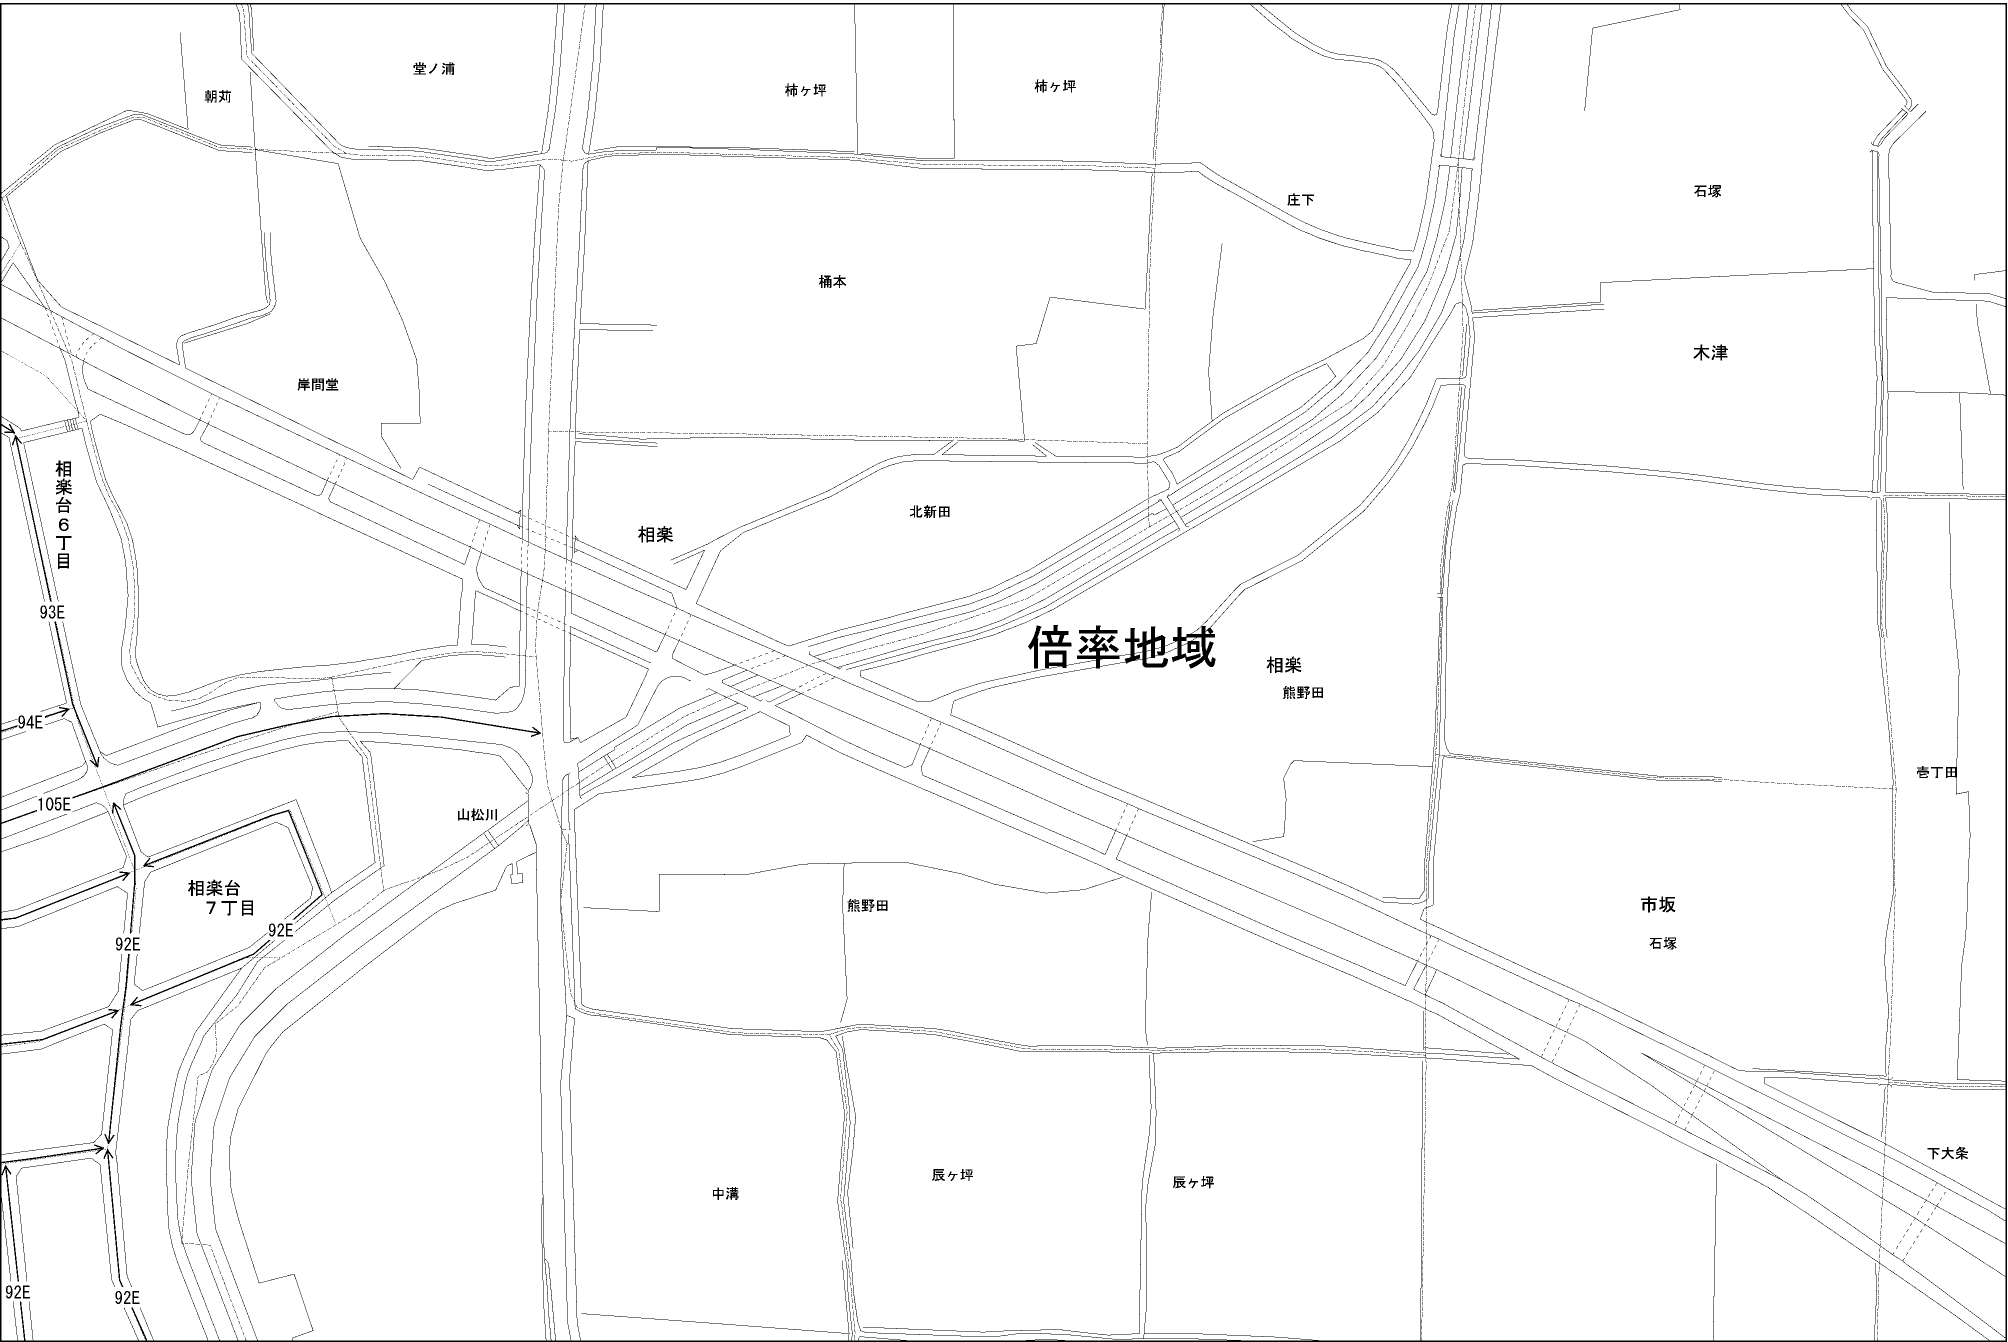 堂ノ浦
朝苅
柿ヶ坪
柿ヶ坪
石塚
庄下
桶本
木津
岸間堂
相楽台6丁目
北新田
相楽
93E
倍率地域
相楽
熊野田
94E
壱丁田
105E
山松川
相楽台
7丁目
熊野田
市坂
92E
92E
石塚
下大条
辰ヶ坪
辰ヶ坪
中溝
92E
92E